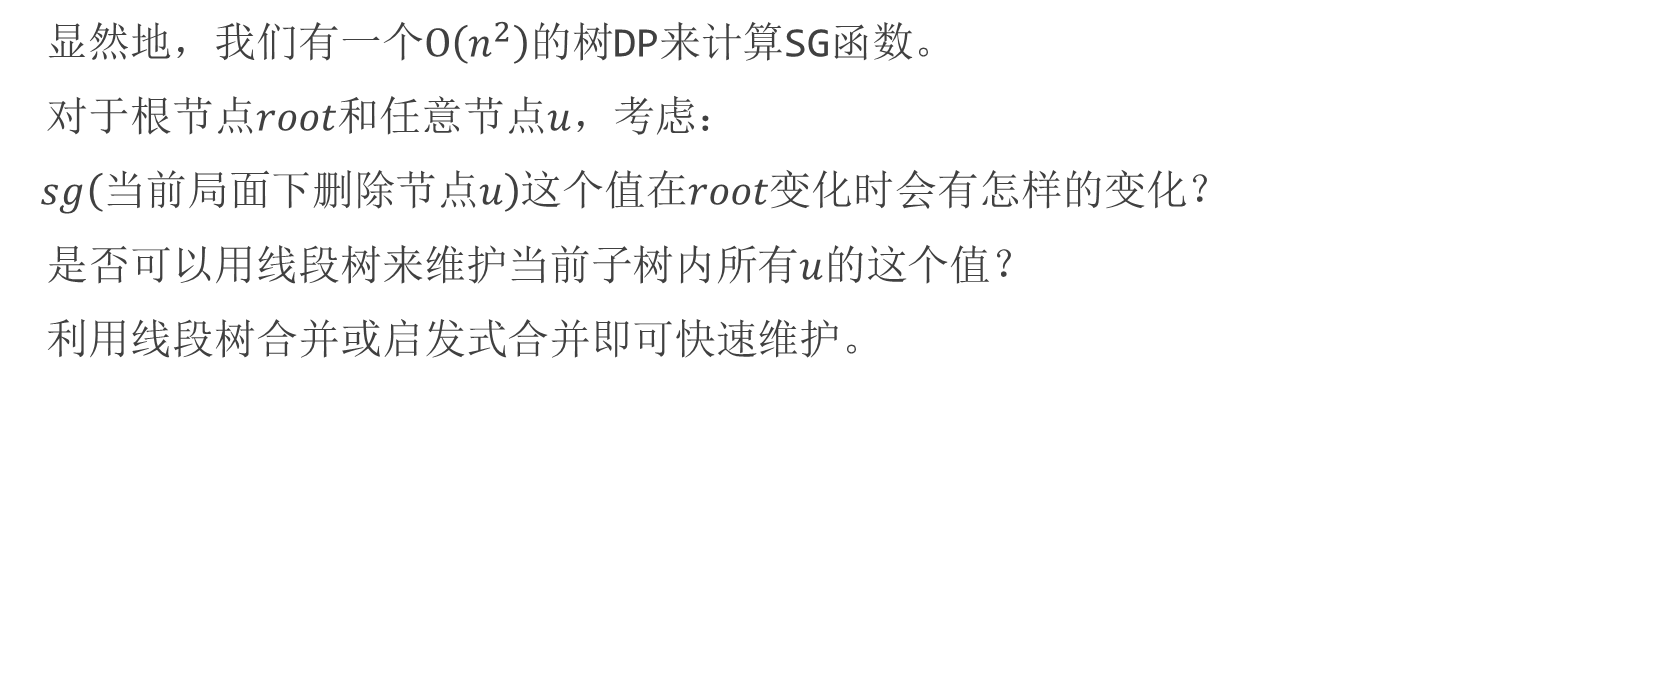 显然地，我们有一个O(n²)的树DP来计算SG函数。
对于根节点root和任意节点u，考虑：
sg(当前局面下删除节点u)这个值在root变化时会有怎样的变化？
是否可以用线段树来维护当前子树内所有u的这个值？
利用线段树合并或启发式合并即可快速维护。